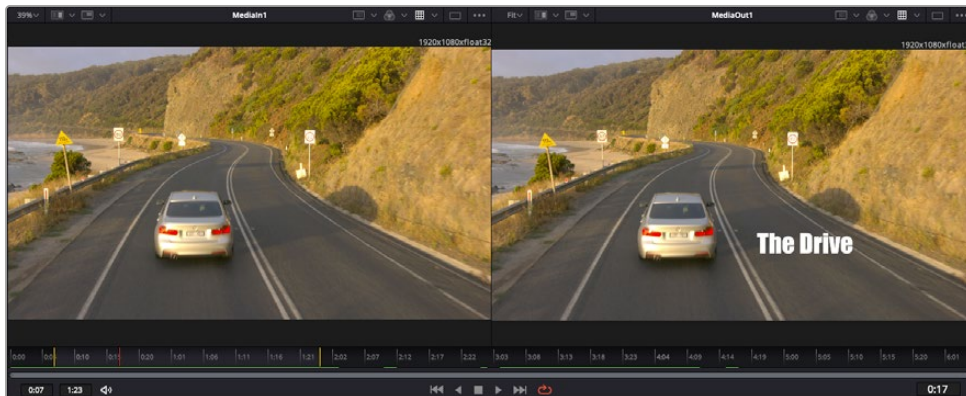 39% MediaIn1
1920x1080xfloat32
Fit MediaOut1
1920x1080xfloat3
The Drive
0:00 0:10 0:20 1:01 1:06 1:11 1:16 1:21 2:02 2:07 2:12 2:17 2:22 3:03 3:08 3:13 3:18 3:23 4:04 4:09 4:14 4:19 5:00 5:05 5:10 5:15 5:20 6:01
0:07 1:23 0:17